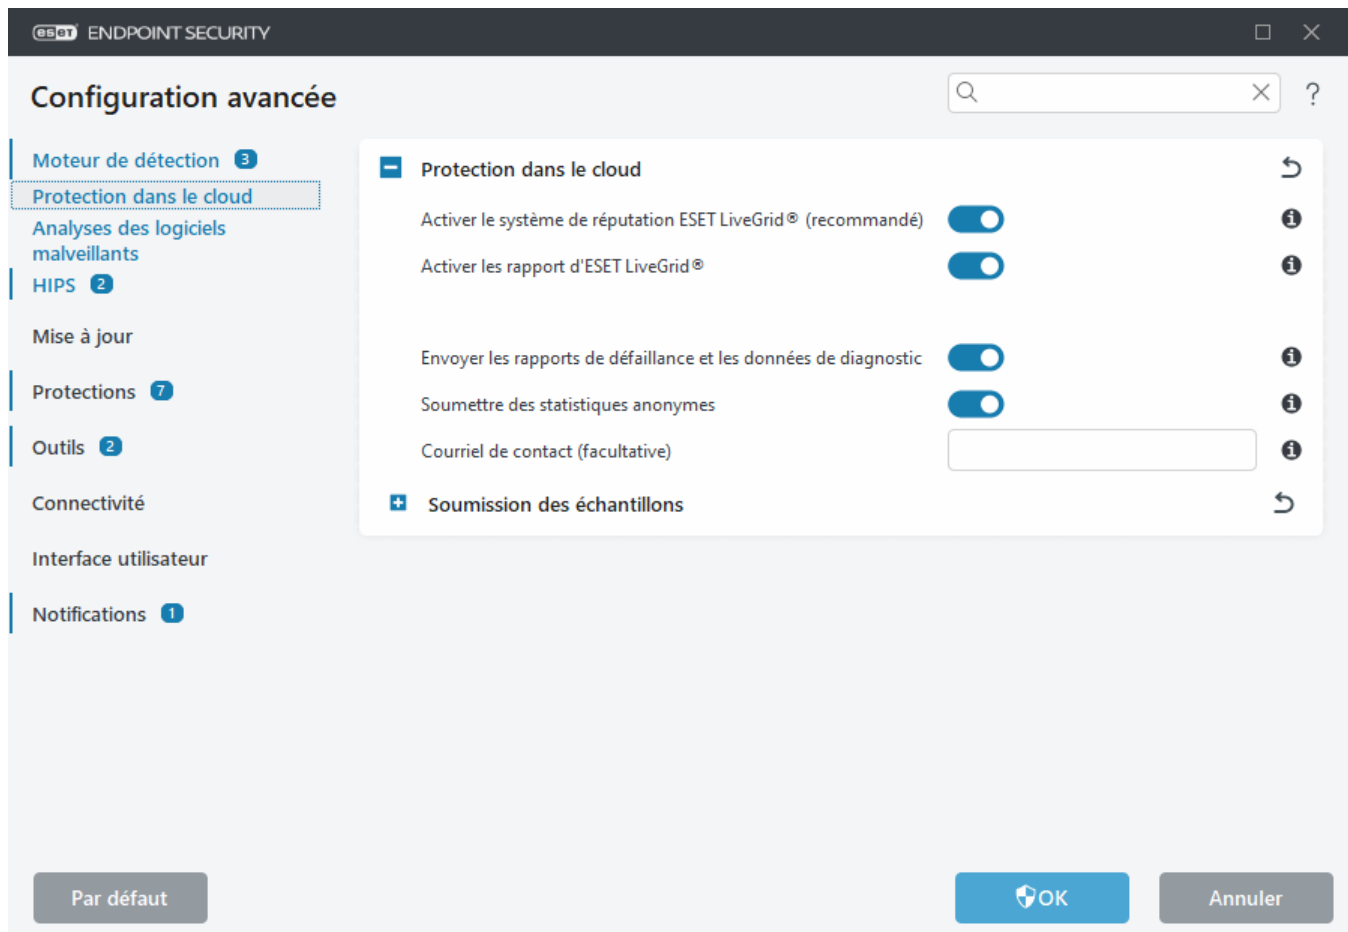 eset ENDPOINT SECURITY
Configuration avancée
?
Moteur de détection 3
Protection dans le cloud
Analyses des logiciels
malveillants
HIPS 2
Mise à jour
Protections 7
Outils 2
Connectivité
Interface utilisateur
Notifications 1
Protection dans le cloud
Activer le système de réputation ESET LiveGrid® (recommandé)
Activer les rapport d'ESET LiveGrid®
Envoyer les rapports de défaillance et les données de diagnostic
Soumettre des statistiques anonymes
Courriel de contact (facultative)
Soumission des échantillons
Par défaut
OK
Annuler